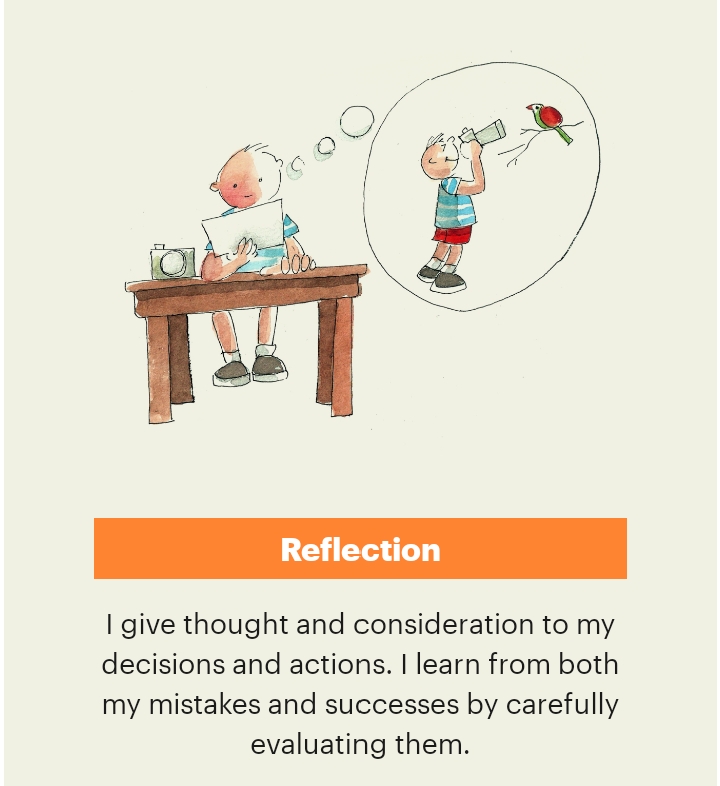 Reflection
I give thought and consideration to my
decisions and actions. I learn from both
my mistakes and successes by carefully
evaluating them.